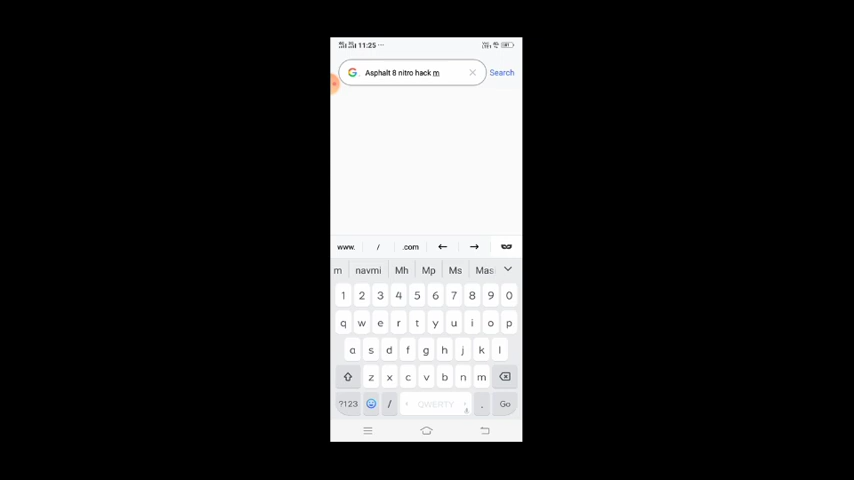 11:25 ...
Asphalt 8 nitro hack m
Search
www. / .com ← →
m navmi Mh Mp Ms Mas
1 2 3 4 5 6 7 8 9 0
q w e r t y u i o p
a s d f g h j k l
z x c v b n m
?123 / QWERTY . Go